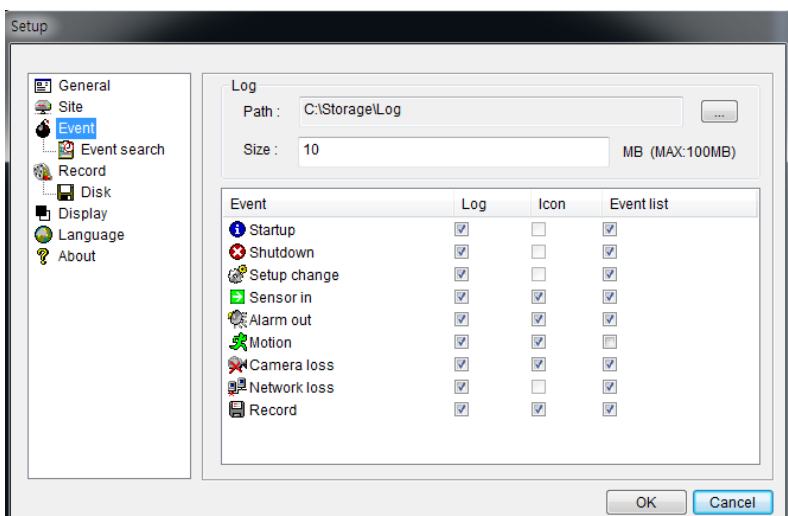 Setup
General
Site
Event
Event search
Record
Disk
Display
Language
About
Log
Path : C:\Storage\Log ...
Size : 10 MB (MAX:100MB)
Event Log Icon Event list
Startup
Shutdown
Setup change
Sensor in
Alarm out
Motion
Camera loss
Network loss
Record
OK Cancel